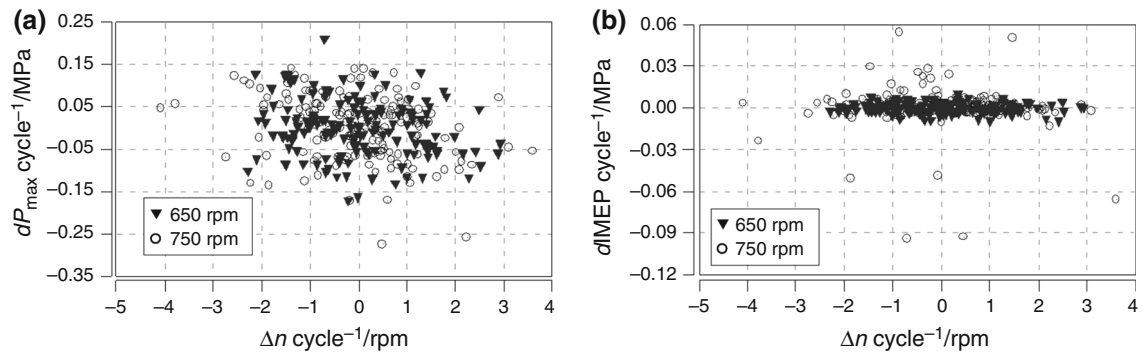 (a)
0.25
0.15
0.05
−0.05
−0.15
−0.25
−0.35
dPmax cycle⁻¹/MPa
▼ 650 rpm
○ 750 rpm
−5 −4 −3 −2 −1 0 1 2 3 4
Δn cycle⁻¹/rpm
(b)
0.06
0.03
0.00
−0.03
−0.06
−0.09
−0.12
dIMEP cycle⁻¹/MPa
▼ 650 rpm
○ 750 rpm
−5 −4 −3 −2 −1 0 1 2 3 4
Δn cycle⁻¹/rpm